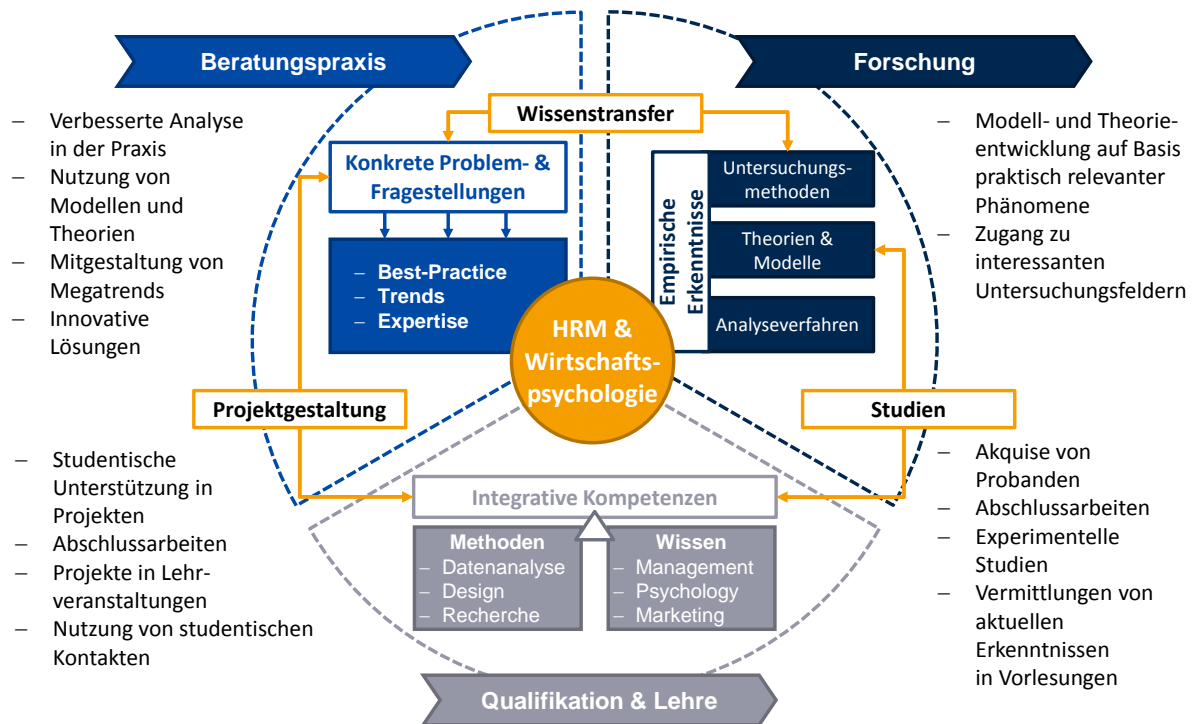 Beratungspraxis
Forschung
Wissenstransfer
– Verbesserte Analyse
in der Praxis
– Nutzung von
Modellen und
Theorien
– Mitgestaltung von
Megatrends
– Innovative
Lösungen
Konkrete Problem- &
Fragestellungen
– Best-Practice
– Trends
– Expertise
Empirische
Erkenntnisse
Untersuchungs-
methoden
Theorien &
Modelle
Analyseverfahren
– Modell- und Theorie-
entwicklung auf Basis
praktisch relevanter
Phänomene
– Zugang zu
interessanten
Untersuchungsfeldern
HRM &
Wirtschafts-
psychologie
Projektgestaltung
Studien
– Studentische
Unterstützung in
Projekten
– Abschlussarbeiten
– Projekte in Lehr-
veranstaltungen
– Nutzung von studentischen
Kontakten
Integrative Kompetenzen
Methoden
– Datenanalyse
– Design
– Recherche
Wissen
– Management
– Psychology
– Marketing
– Akquise von
Probanden
– Abschlussarbeiten
– Experimentelle
Studien
– Vermittlungen von
aktuellen
Erkenntnissen
in Vorlesungen
Qualifikation & Lehre